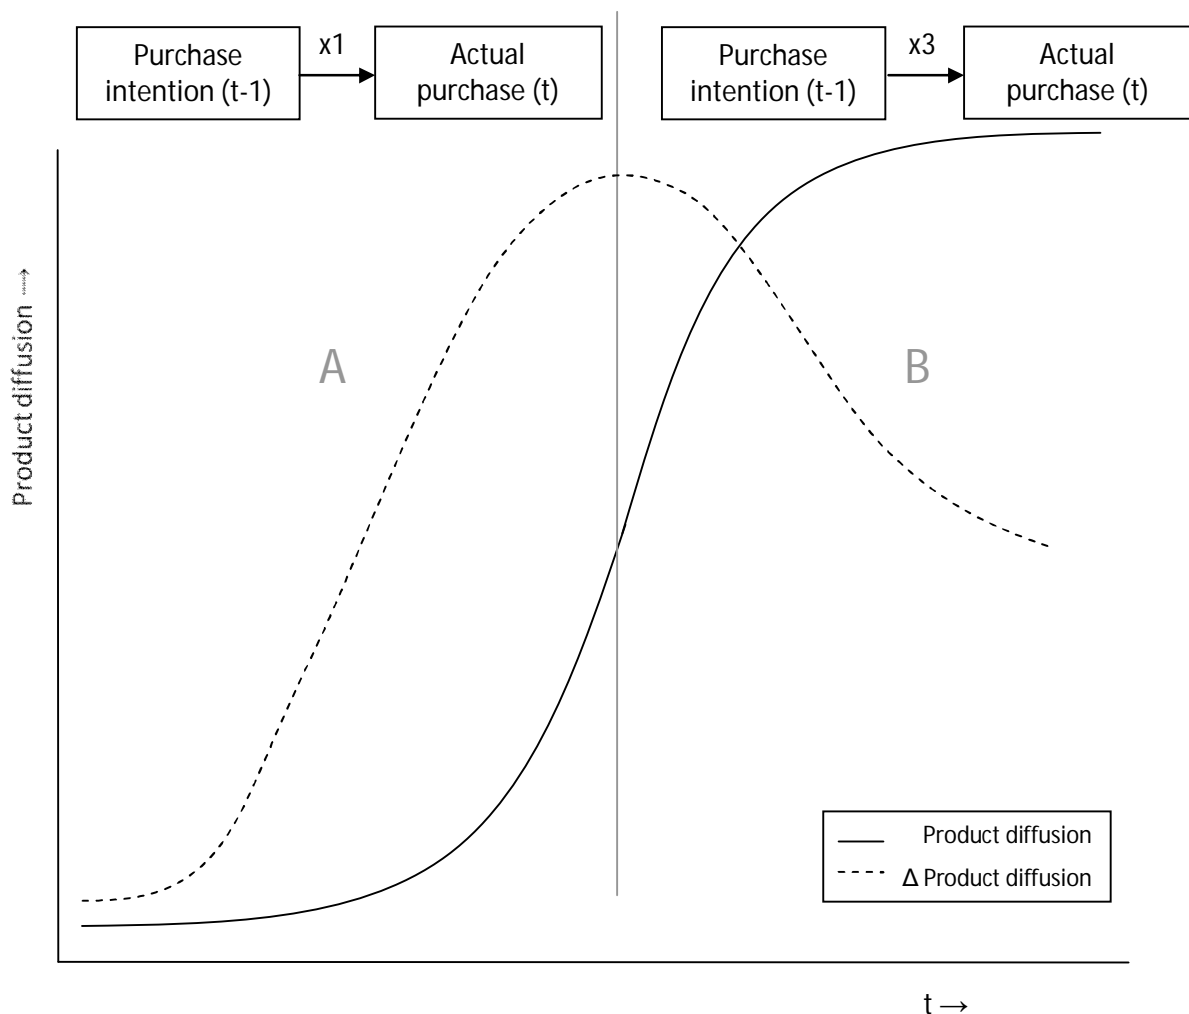 Purchase
intention (t-1)
x1
Actual
purchase (t)
Purchase
intention (t-1)
x3
Actual
purchase (t)
Product diffusion →
A
B
Product diffusion
Δ Product diffusion
t →